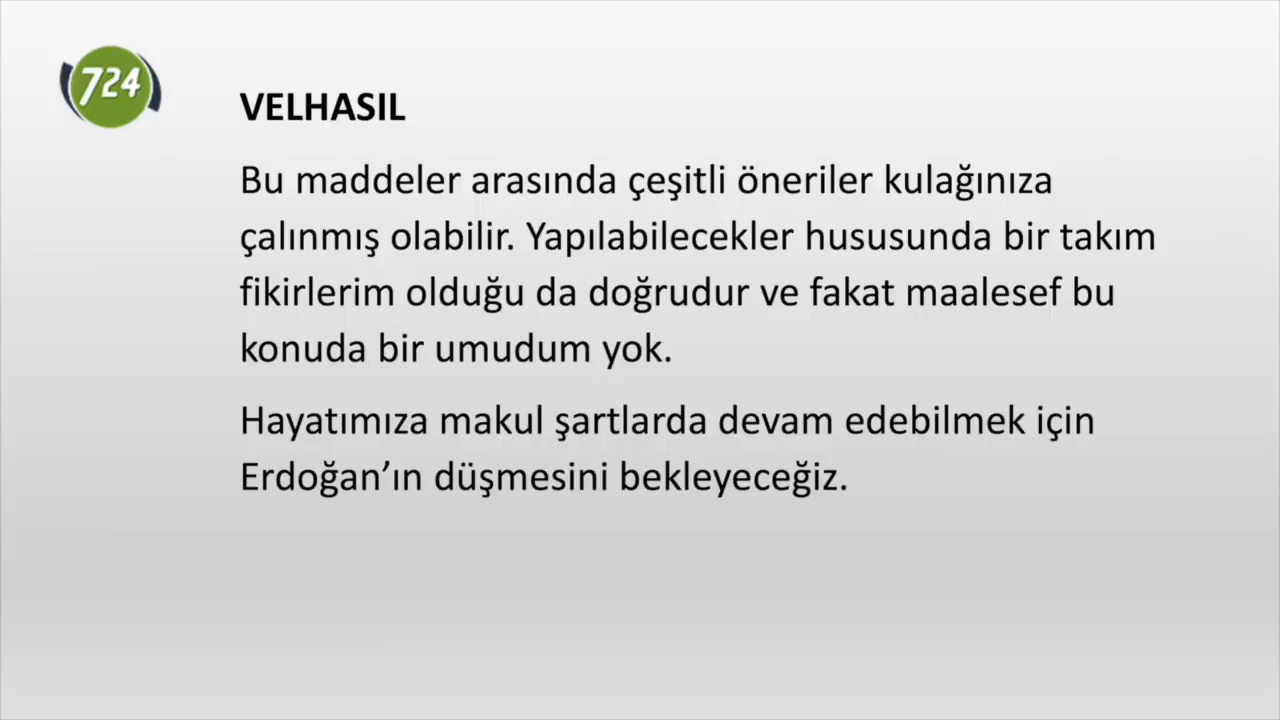 724
VELHASIL
Bu maddeler arasında çeşitli öneriler kulağınıza
çalınmış olabilir. Yapılabilecekler hususunda bir takım
fikirlerim olduğu da doğrudur ve fakat maalesef bu
konuda bir umudum yok.
Hayatımıza makul şartlarda devam edebilmek için
Erdoğan’ın düşmesini bekleyeceğiz.